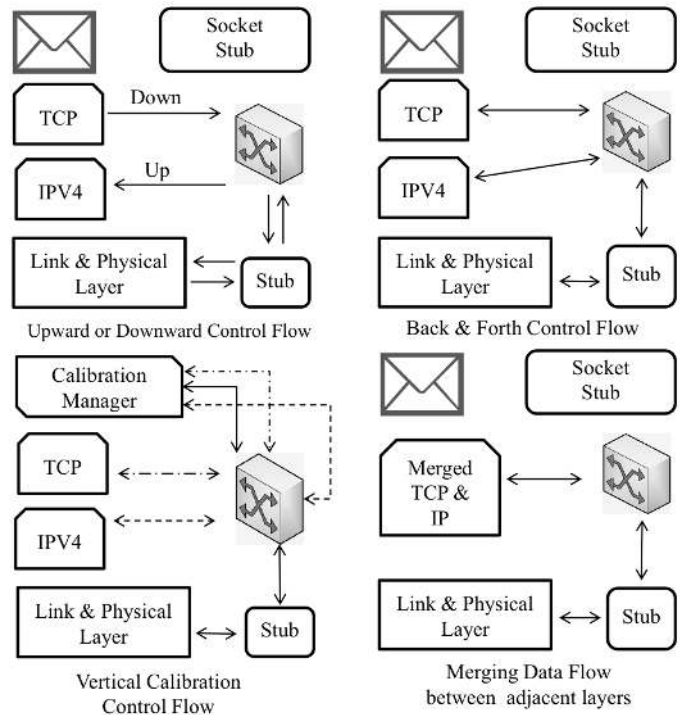 Socket
Stub
Down
TCP
Up
IPV4
Link & Physical
Layer
Stub
Upward or Downward Control Flow
Socket
Stub
TCP
IPV4
Link & Physical
Layer
Stub
Back & Forth Control Flow
Calibration
Manager
TCP
IPV4
Link & Physical
Layer
Stub
Vertical Calibration
Control Flow
Socket
Stub
Merged
TCP &
IP
Link & Physical
Layer
Stub
Merging Data Flow
between adjacent layers